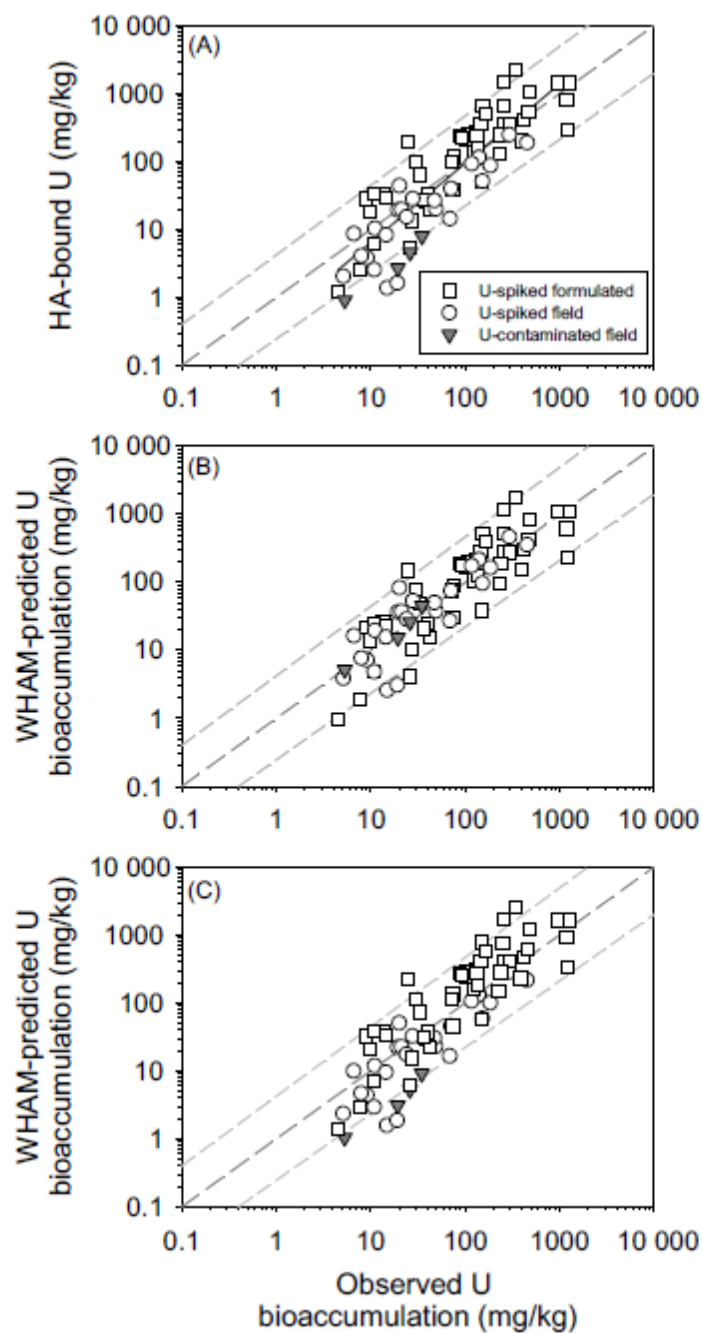 10 000
(A)
1000
100
10
1
0.1
HA-bound U (mg/kg)
U-spiked formulated
U-spiked field
U-contaminated field
0.1 1 10 100 1000 10 000
10 000
(B)
1000
100
10
1
0.1
WHAM-predicted U
bioaccumulation (mg/kg)
0.1 1 10 100 1000 10 000
10 000
(C)
1000
100
10
1
0.1
WHAM-predicted U
bioaccumulation (mg/kg)
0.1 1 10 100 1000 10 000
Observed U
bioaccumulation (mg/kg)